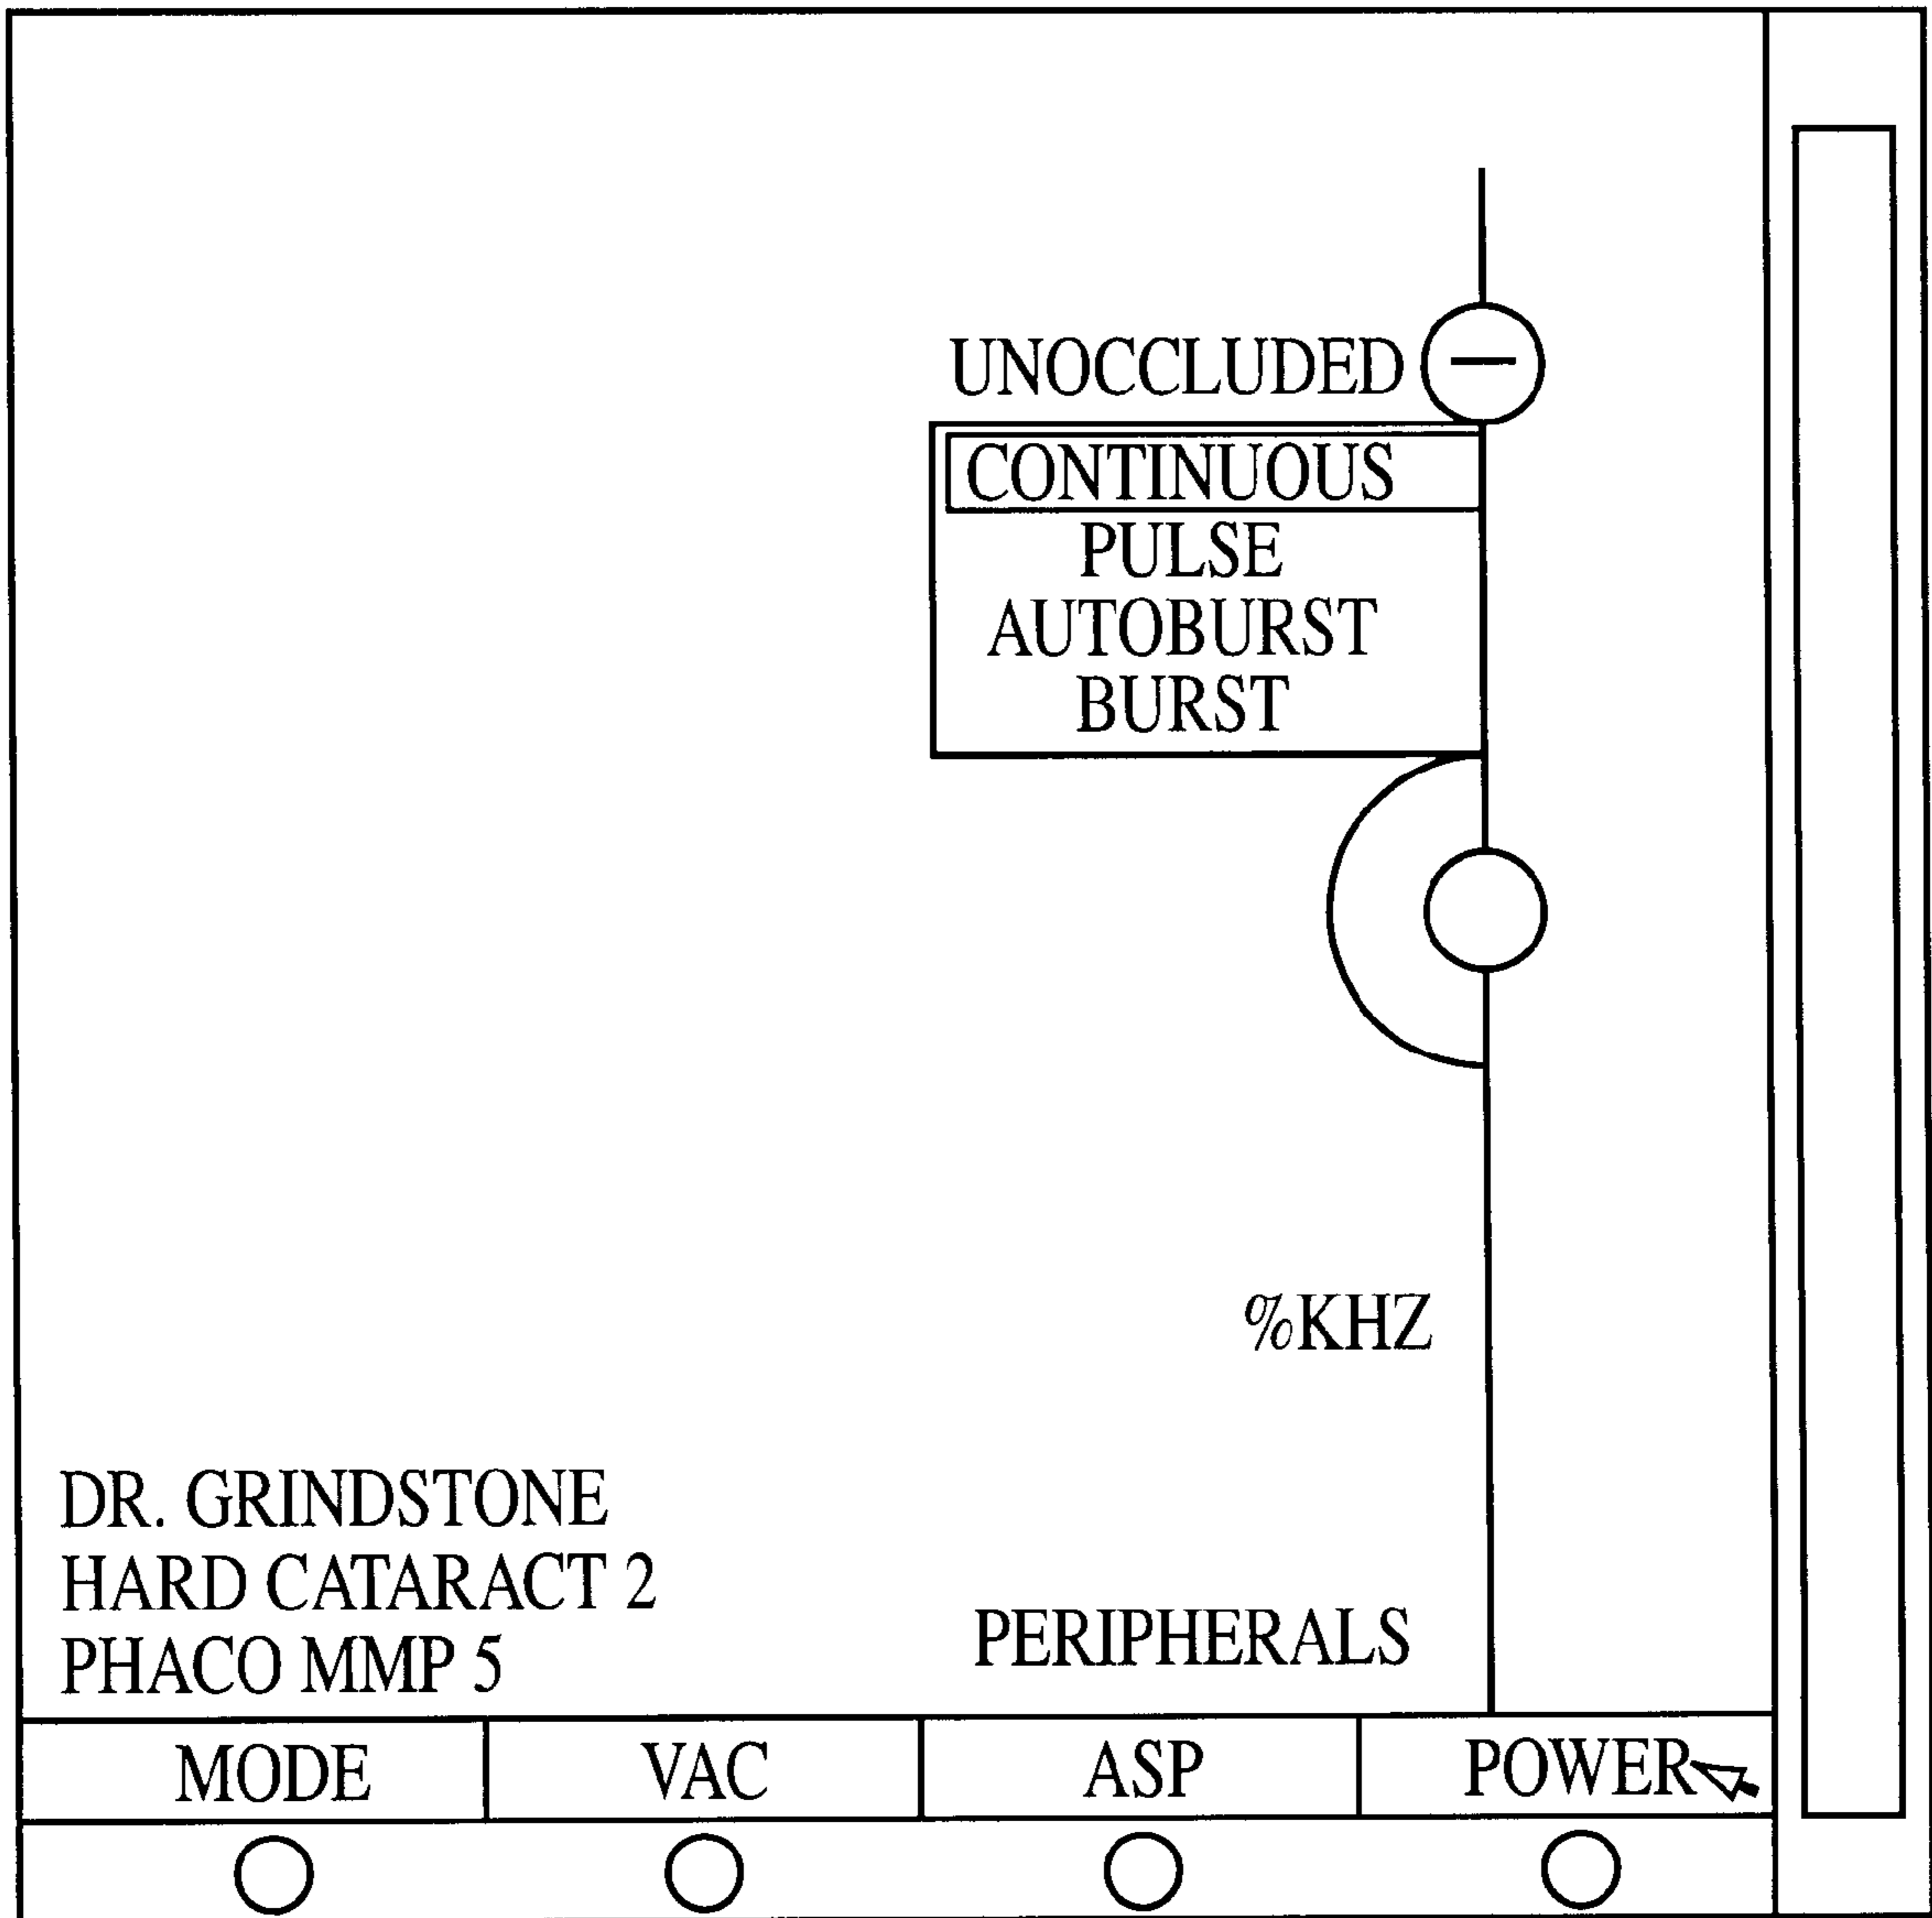 UNOCCLUDED
CONTINUOUS
PULSE
AUTOBURST
BURST
%KHZ
DR. GRINDSTONE
HARD CATARACT 2
PHACO MMP 5
PERIPHERALS
MODE VAC ASP POWER